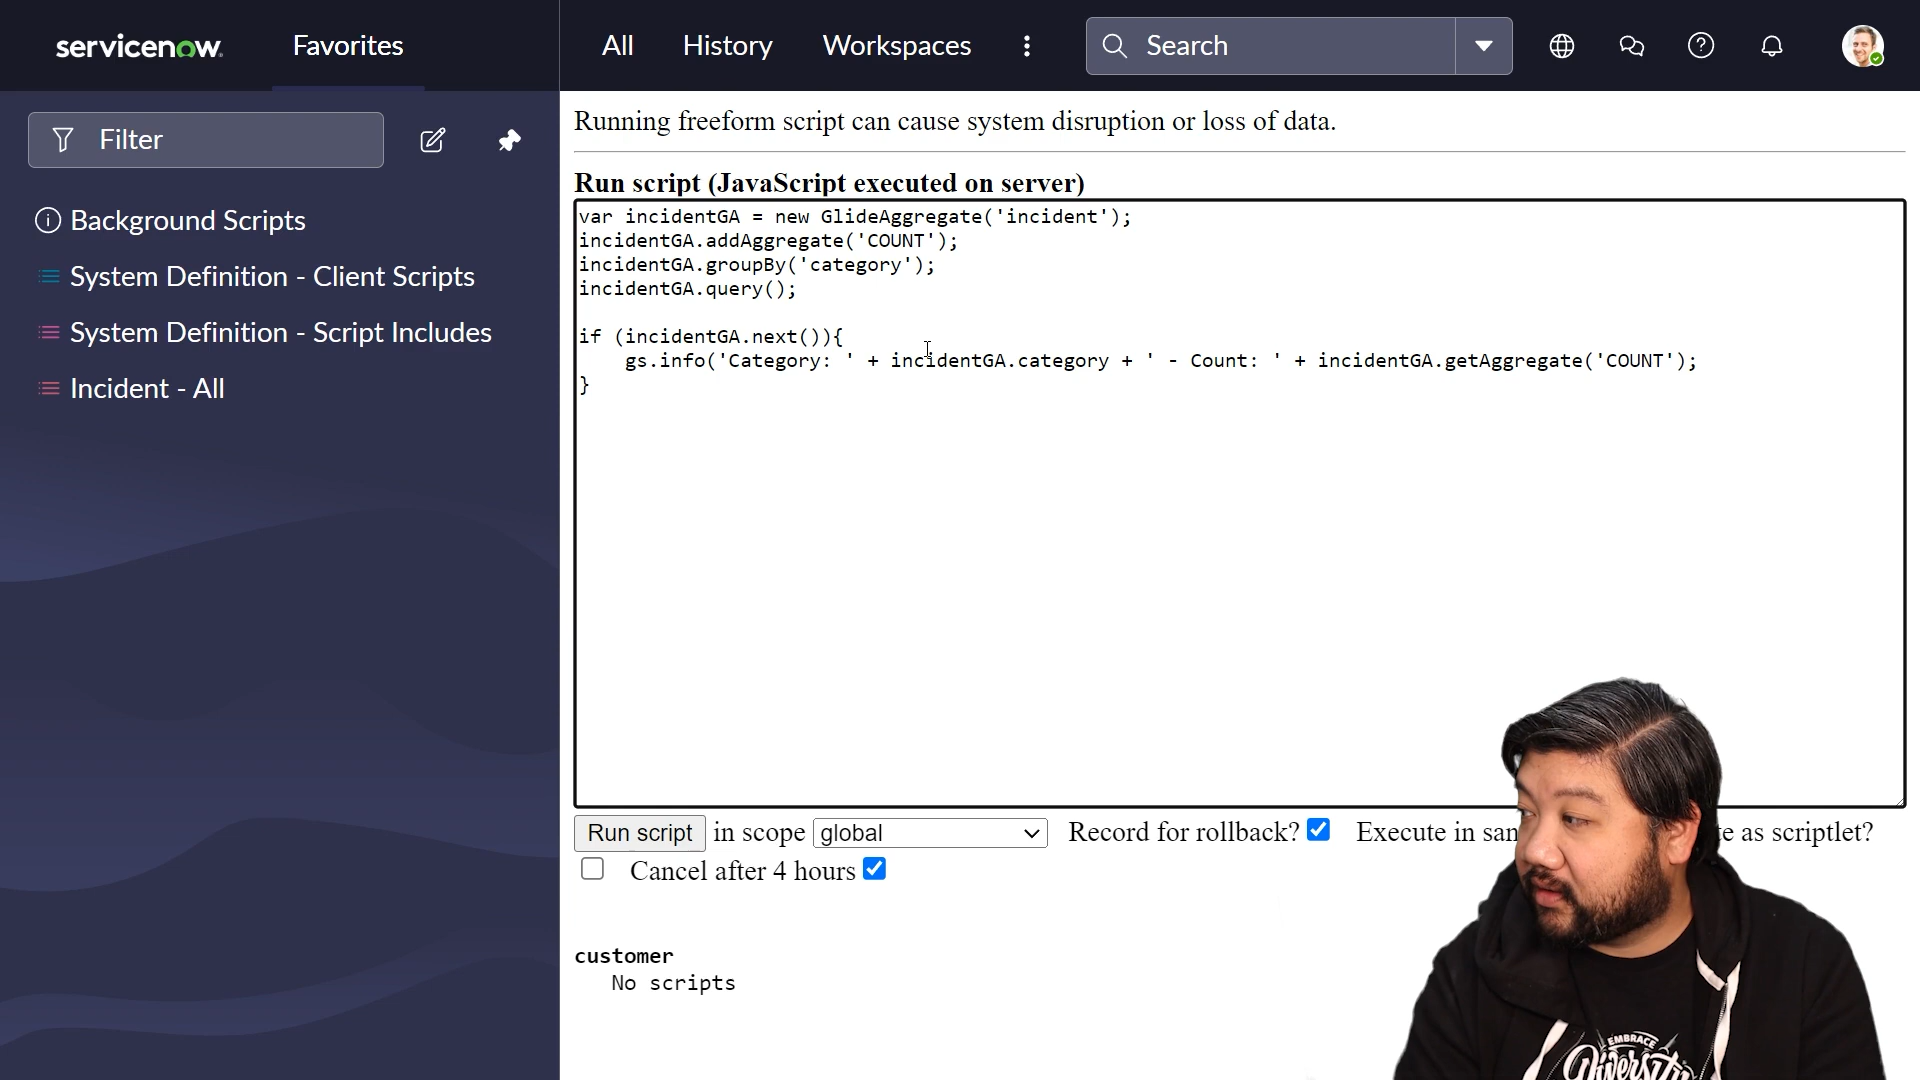 servicenow
Favorites
All
History
Workspaces
Search
Filter
Background Scripts
System Definition - Client Scripts
System Definition - Script Includes
Incident - All
Running freeform script can cause system disruption or loss of data.
Run script (JavaScript executed on server)
var incidentGA = new GlideAggregate('incident');
incidentGA.addAggregate('COUNT');
incidentGA.groupBy('category');
incidentGA.query();
if (incidentGA.next()){
gs.info('Category: ' + incidentGA.category + ' - Count: ' + incidentGA.getAggregate('COUNT');
}
Run script in scope global Record for rollback? Execute in as scriptlet?
Cancel after 4 hours
customer
No scripts
EMBRACE
Diversity